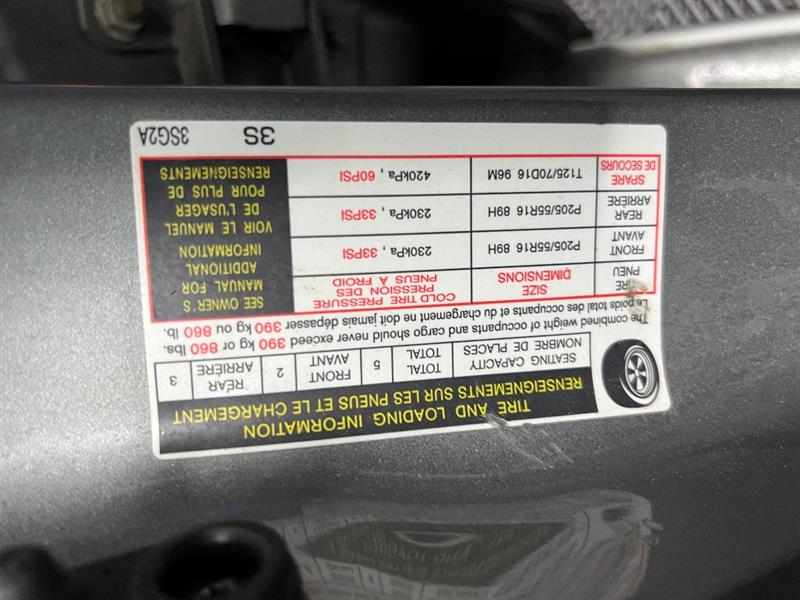 TIRE AND LOADING INFORMATION
RENSEIGNEMENTS SUR LES PNEUS ET LE CHARGEMENT
SEATING CAPACITY
NOMBRE DE PLACES
TOTAL
TOTAL
5
FRONT
AVANT
2
REAR
ARRIÈRE
3
The combined weight of occupants and cargo should never exceed 390 kg or 860 lbs.
Le poids total des occupants et du chargement ne doit jamais dépasser 390 kg ou 860 lb.
TIRE
PNEU
SIZE
DIMENSIONS
COLD TIRE PRESSURE
PRESSION DES
PNEUS A FROID
FRONT
AVANT
P205/55R16 89H
230kPa, 33PSI
REAR
ARRIÈRE
P205/55R16 89H
230kPa, 33PSI
SPARE
DE SECOURS
T125/70D16 96M
420kPa, 60PSI
SEE OWNER'S
MANUAL FOR
ADDITIONAL
INFORMATION
VOIR LE MANUEL
DE L'USAGER
POUR PLUS DE
RENSEIGNEMENTS
3S
3SG2A